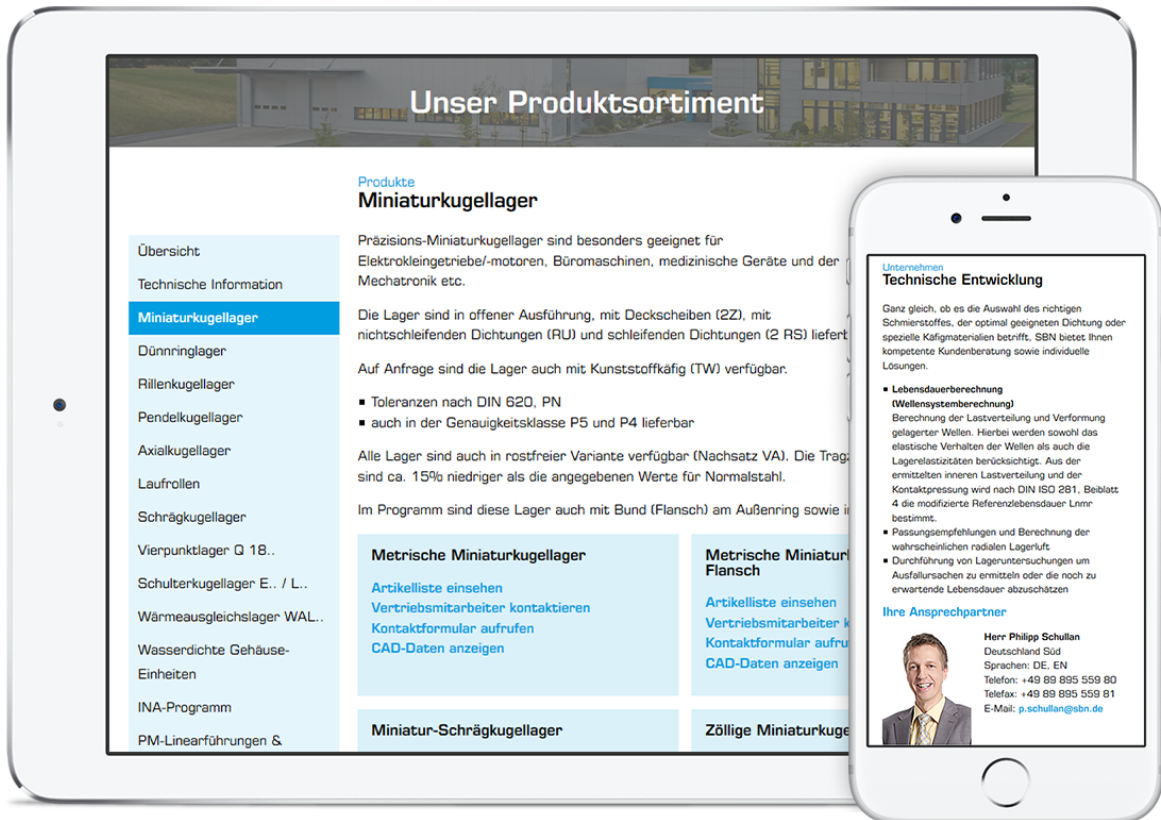 Unser Produktsortiment
Produkte
Miniaturkugellager
Übersicht
Technische Information
Miniaturkugellager
Dünnringlager
Rillenkugellager
Pendelkugellager
Axialkugellager
Laufrollen
Schrägkugellager
Vierpunktlager Q 18..
Schulterkugellager E.. / L..
Wärmeausgleichslager WAL..
Wasserdichte Gehäuse-
Einheiten
INA-Programm
PM-Linearführungen &
Präzisions-Miniaturkugellager sind besonders geeignet für
Elektrokleingetriebe/-motoren, Büromaschinen, medizinische Geräte und der
Mechatronik etc.
Die Lager sind in offener Ausführung, mit Deckscheiben (2Z), mit
nichtschleifenden Dichtungen (RU) und schleifenden Dichtungen (2 RS)
Auf Anfrage sind die Lager auch mit Kunststoffkäfig (TW) verfügbar.
▪ Toleranzen nach DIN 620, PN
▪ auch in der Genauigkeitsklasse P5 und P4 lieferbar
Alle Lager sind auch in rostfreier Variante verfügbar (Nachsatz VA). Die
sind ca. 15% niedriger als die angegebenen Werte für Normalstahl.
Im Programm sind diese Lager auch mit Bund (Flansch) am Außenring sowie
Metrische Miniaturkugellager
Artikelliste einsehen
Vertriebsmitarbeiter kontaktieren
Kontaktformular aufrufen
CAD-Daten anzeigen
Metrische
Flansch
Artikelliste einsehen
Vertriebsmitarbeiter
Kontaktformular
CAD-Daten anzeigen
Miniatur-Schrägkugellager
Zöllige
Unternehmen
Technische Entwicklung
Ganz gleich, ob es die Auswahl des richtigen
Schmierstoffes, der optimal geeigneten Dichtung oder
spezielle Käfigmaterialien betrifft, SBN bietet Ihnen
kompetente Kundenberatung sowie individuelle
Lösungen.
▪ Lebensdauerberechnung
(Wellensystemberechnung)
Berechnung der Lastverteilung und Verformung
gelagerter Wellen. Hierbei werden sowohl das
elastische Verhalten der Wellen als auch die
Lagerelastizitäten berücksichtigt. Aus der
ermittelten inneren Lastverteilung und der
Kontaktpressung wird nach DIN ISO 281, Beiblatt
4 die modifizierte Referenzlebensdauer Lnmr
bestimmt.
▪ Passungsempfehlungen und Berechnung der
wahrscheinlichen radialen Lagerluft
▪ Durchführung von Lageruntersuchungen um
Ausfallursachen zu ermitteln oder die noch zu
erwartende Lebensdauer abzuschätzen
Ihre Ansprechpartner
Herr Philipp Schullan
Deutschland Süd
Sprachen: DE, EN
Telefon: +49 89 895 559 80
Telefax: +49 89 895 559 81
E-Mail: p.schullan@sbn.de